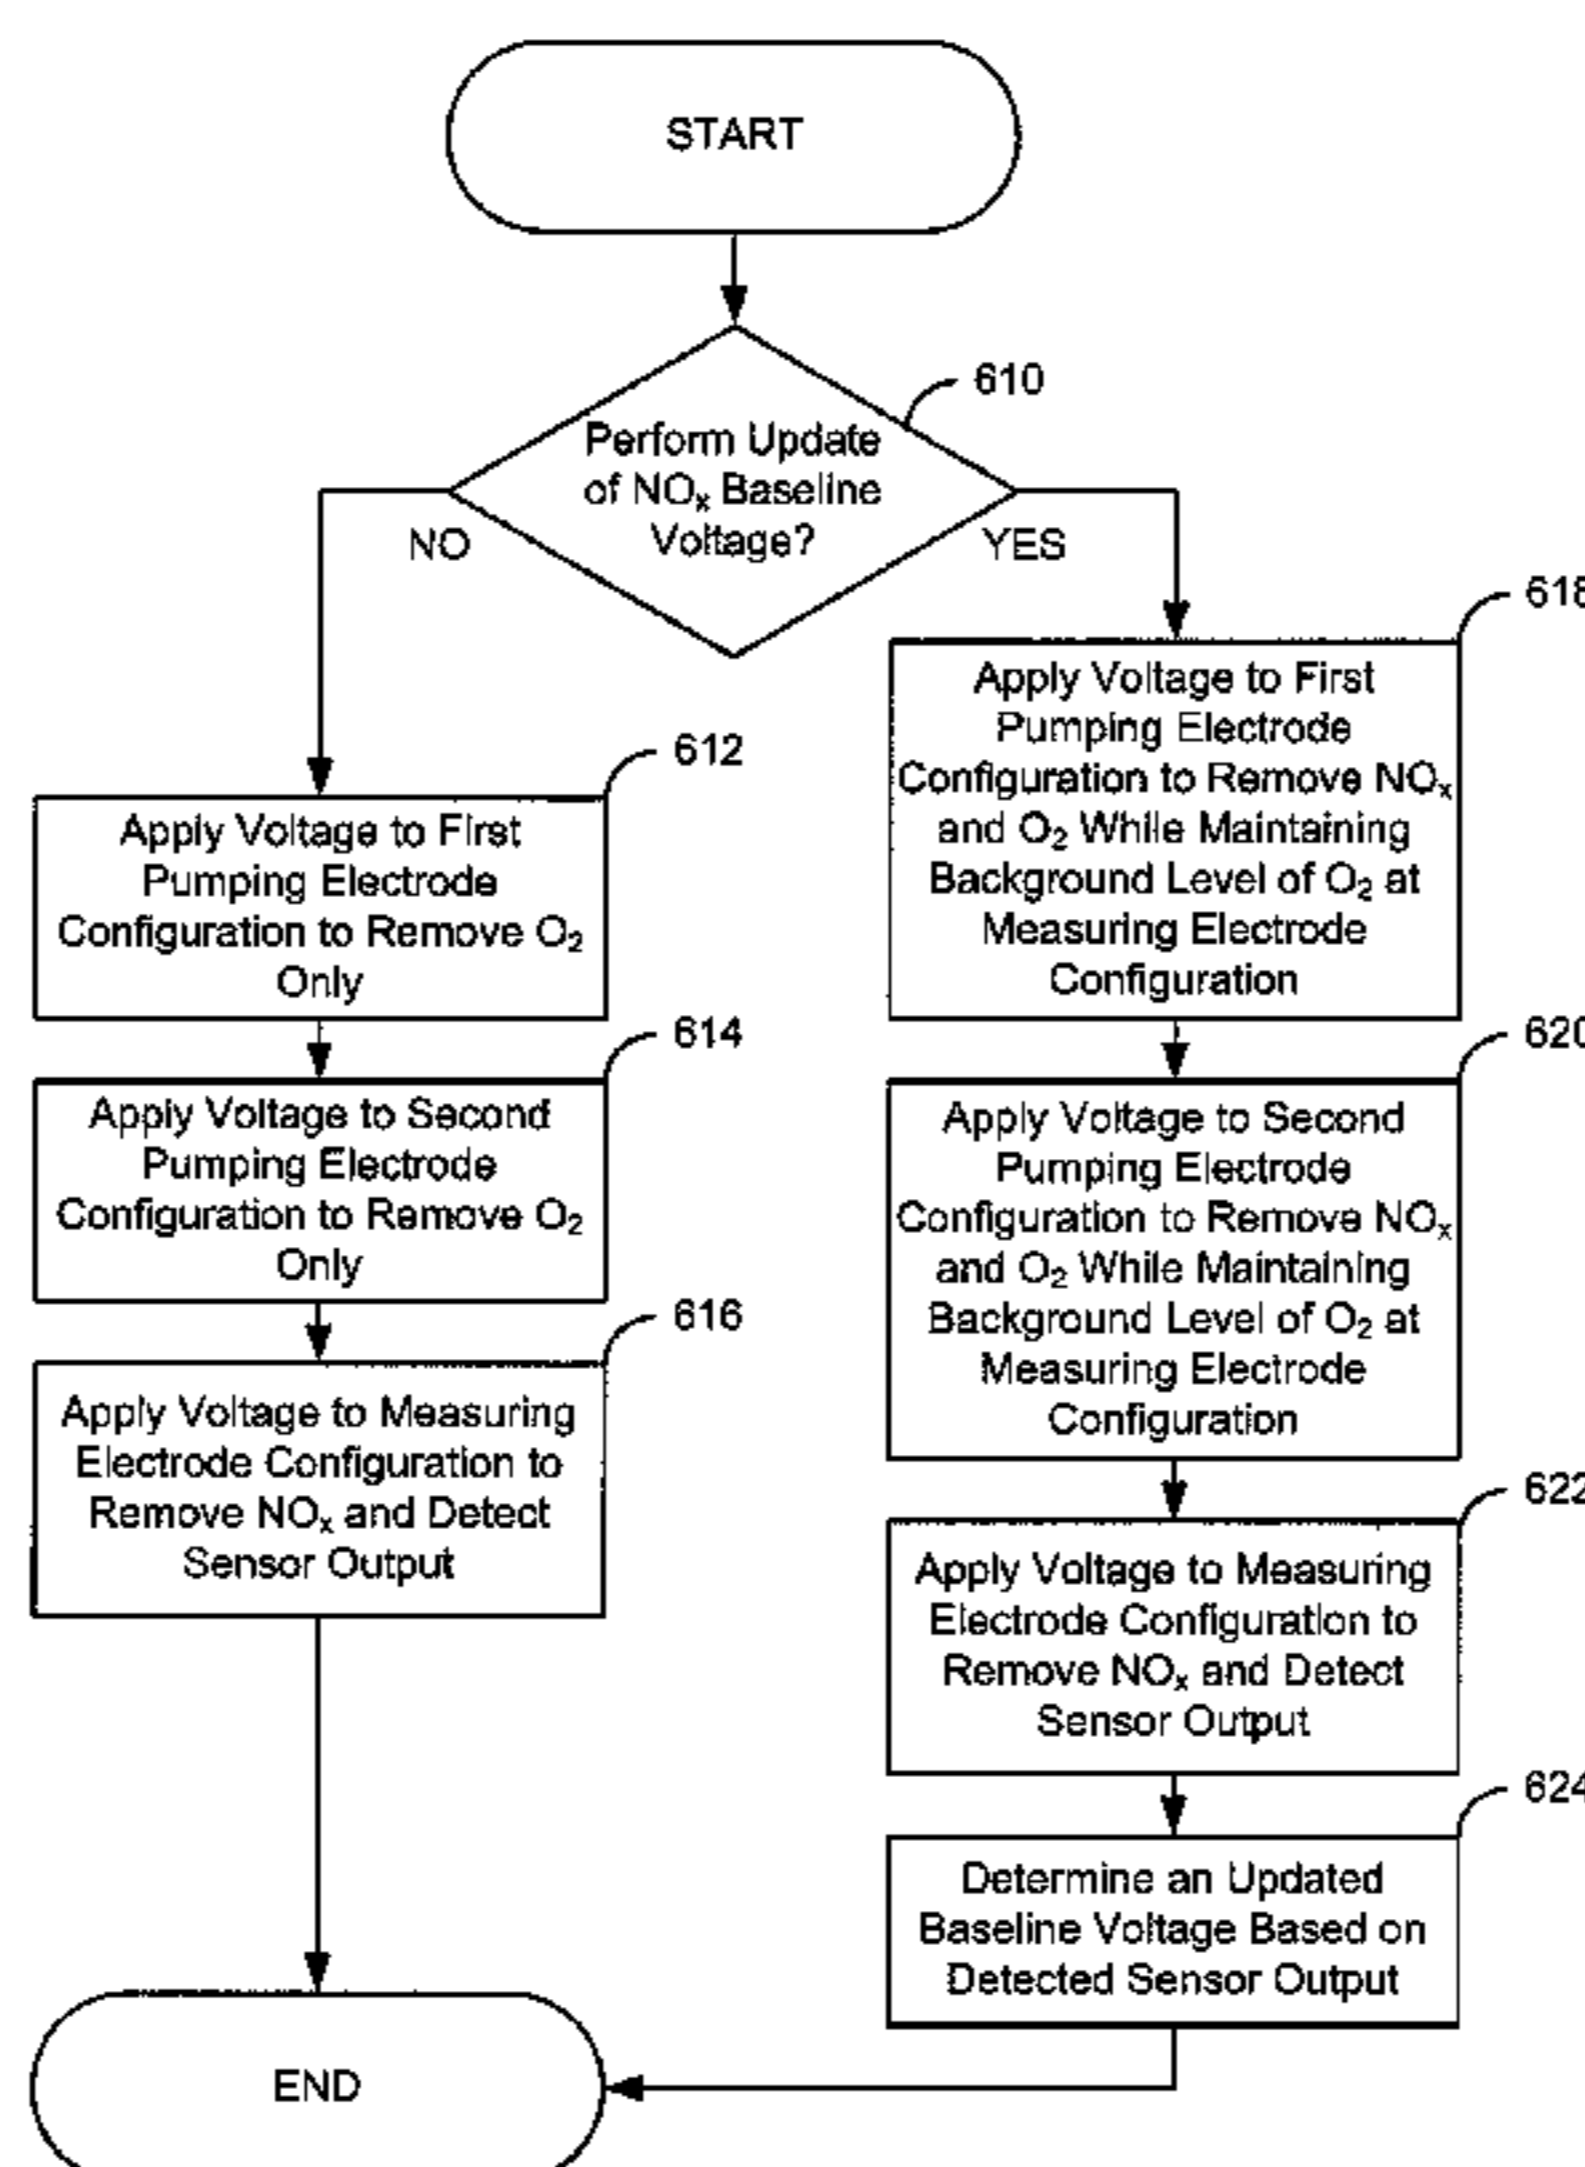 START
610
Perform Update
of NOx Baseline
Voltage?
NO
YES
612
Apply Voltage to First
Pumping Electrode
Configuration to Remove O2
Only
614
Apply Voltage to Second
Pumping Electrode
Configuration to Remove O2
Only
616
Apply Voltage to Measuring
Electrode Configuration to
Remove NOx and Detect
Sensor Output
618
Apply Voltage to First
Pumping Electrode
Configuration to Remove NOx
and O2 While Maintaining
Background Level of O2 at
Measuring Electrode
Configuration
620
Apply Voltage to Second
Pumping Electrode
Configuration to Remove NOx
and O2 While Maintaining
Background Level of O2 at
Measuring Electrode
Configuration
622
Apply Voltage to Measuring
Electrode Configuration to
Remove NOx and Detect
Sensor Output
624
Determine an Updated
Baseline Voltage Based on
Detected Sensor Output
END